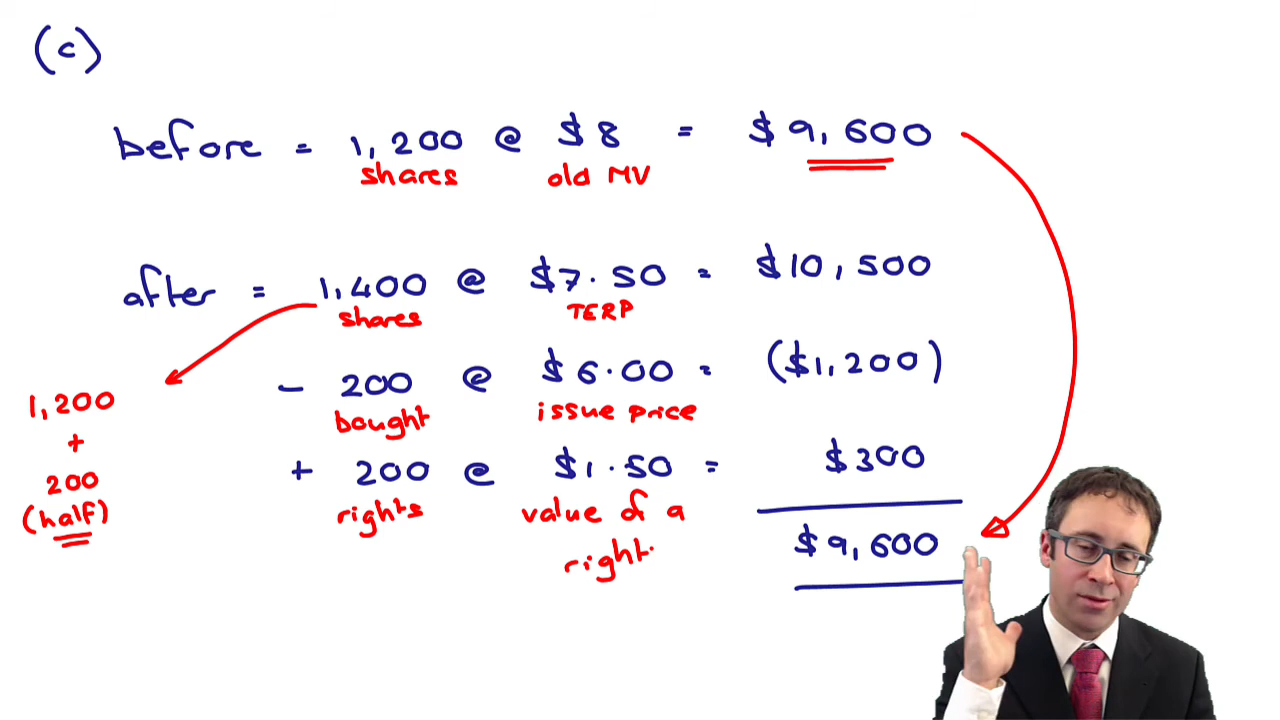 (c)
before = 1,200 @ $8 = $9,600
shares old MV
after = 1,400 @ $7.50 = $10,500
shares TERP
- 200 @ $6.00 = ($1,200)
bought issue price
+ 200 @ $1.50 = $300
rights value of a
right.
$9,600
1,200
+
200
(half)